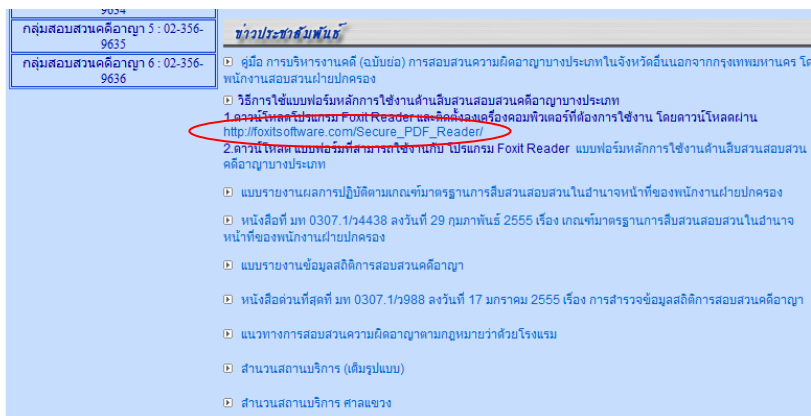 9634
กลุ่มสอบสวนคดีอาญา 5 : 02-356-
9635
กลุ่มสอบสวนคดีอาญา 6 : 02-356-
9636
ข่าวประชาสัมพันธ์
คู่มือ การบริหารงานคดี (ฉบับย่อ) การสอบสวนความผิดอาญาบางประเภทในจังหวัดอื่นนอกจากกรุงเทพมหานคร โด
พนักงานสอบสวนฝ่ายปกครอง
วิธีการใช้แบบฟอร์มหลักการใช้งานด้านสืบสวนสอบสวนคดีอาญาบางประเภท
1.ดาวน์โหลดโปรแกรม Foxit Reader และติดตั้งลงเครื่องคอมพิวเตอร์ที่ต้องการใช้งาน โดยดาวน์โหลดผ่าน
http://foxitsoftware.com/Secure_PDF_Reader/
2.ดาวน์โหลด แบบฟอร์มที่สามารถใช้งานกับ โปรแกรม Foxit Reader แบบฟอร์มหลักการใช้งานด้านสืบสวนสอบสวน
คดีอาญาบางประเภท
แบบรายงานผลการปฏิบัติตามเกณฑ์มาตรฐานการสืบสวนสอบสวนในอำนาจหน้าที่ของพนักงานฝ่ายปกครอง
หนังสือที่ มท 0307.1/ว4438 ลงวันที่ 29 กุมภาพันธ์ 2555 เรื่อง เกณฑ์มาตรฐานการสืบสวนสอบสวนในอำนาจ
หน้าที่ของพนักงานฝ่ายปกครอง
แบบรายงานข้อมูลสถิติการสอบสวนคดีอาญา
หนังสือด่วนที่สุดที่ มท 0307.1/ว988 ลงวันที่ 17 มกราคม 2555 เรื่อง การสำรวจข้อมูลสถิติการสอบสวนคดีอาญา
แนวทางการสอบสวนความผิดอาญาตามกฎหมายว่าด้วยโรงแรม
สำนวนสถานบริการ (เต็มรูปแบบ)
สำนวนสถานบริการ ศาลแขวง